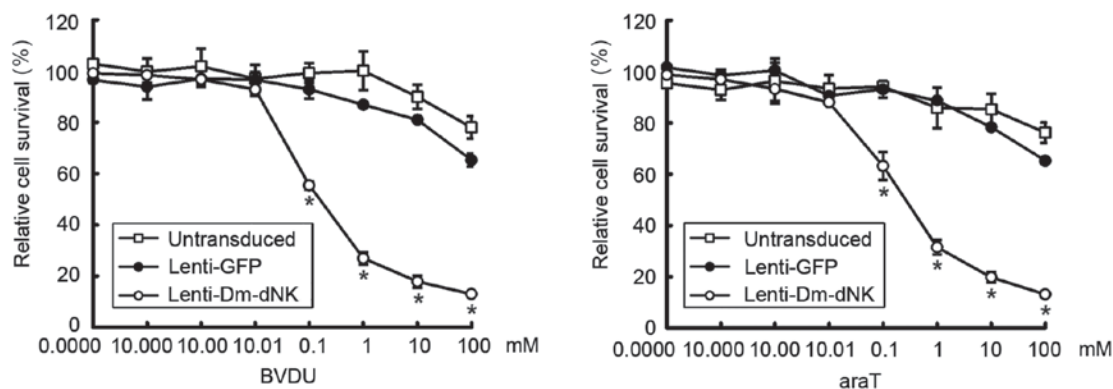 120
100
80
60
40
20
0
Relative cell survival (%)
Untransduced
Lenti-GFP
Lenti-Dm-dNK
* * * *
0.0000 10.000 10.00 10.01 0.1 1 10 100 mM
BVDU
120
100
80
60
40
20
0
Relative cell survival (%)
Untransduced
Lenti-GFP
Lenti-Dm-dNK
* * * *
0.0000 10.000 10.00 10.01 0.1 1 10 100 mM
araT